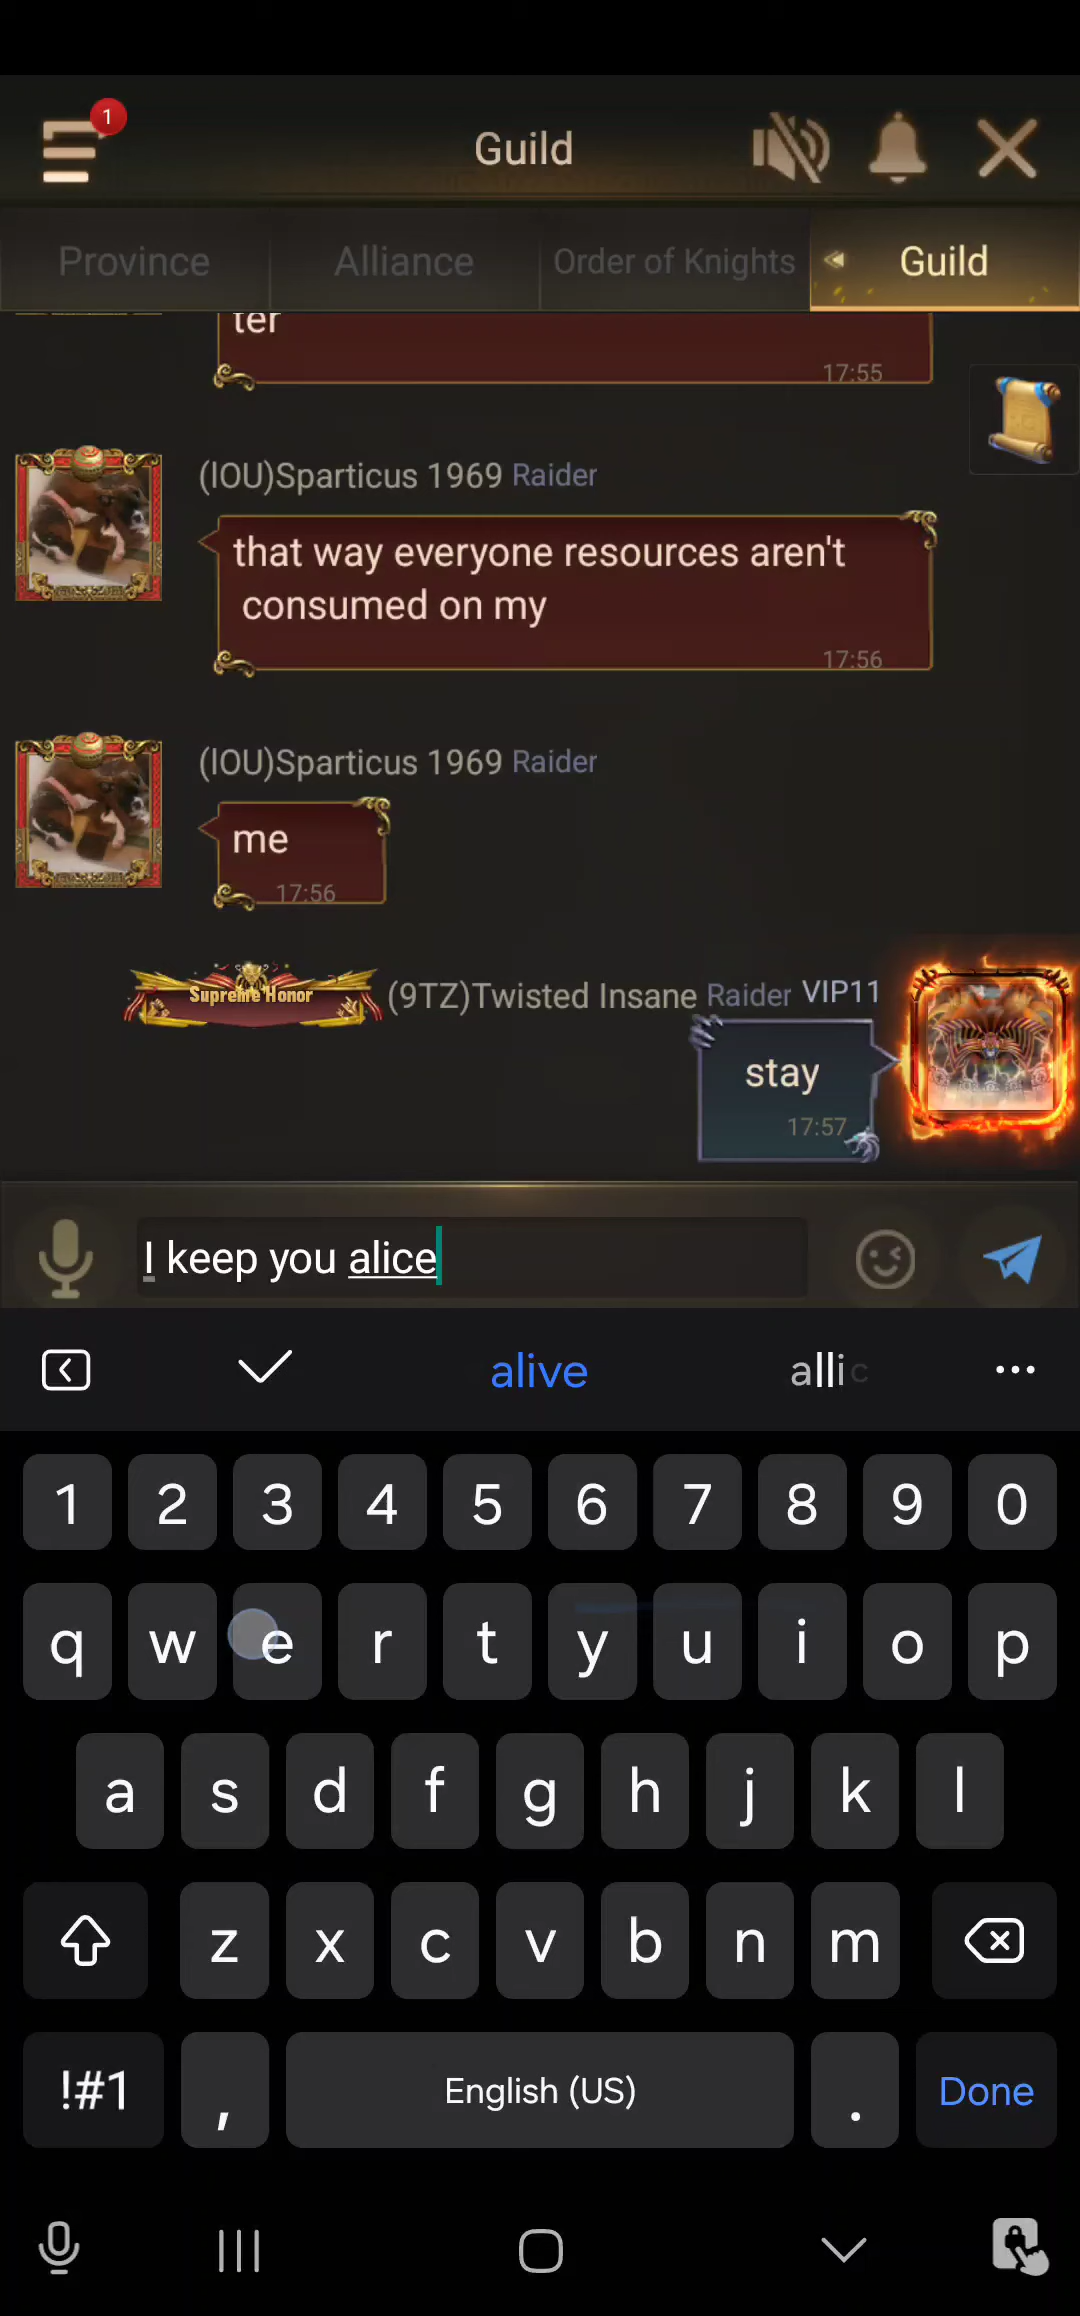 1
Guild
Province
Alliance
Order of Knights
Guild
ter
17:55
(lOU)Sparticus 1969 Raider
that way everyone resources aren't
consumed on my
17:56
(lOU)Sparticus 1969 Raider
me
17:56
Supreme Honor
(9TZ)Twisted Insane Raider VIP11
stay
17:57
I keep you alice
alive
allic
1 2 3 4 5 6 7 8 9 0
q w e r t y u i o p
a s d f g h j k l
z x c v b n m
!#1 , English (US) . Done